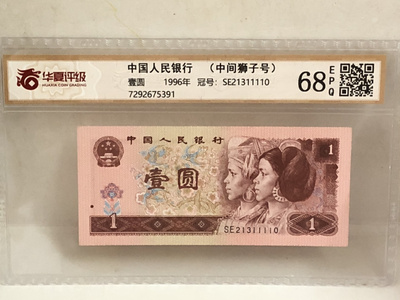 华夏评级
HUAXIA COIN GRADING
中国人民银行 （中间狮子号）
壹圆 1996年 冠号: SE21311110
7292675391
68 EPQ
中国人民银行
1
壹圆
1
1
SE21311110